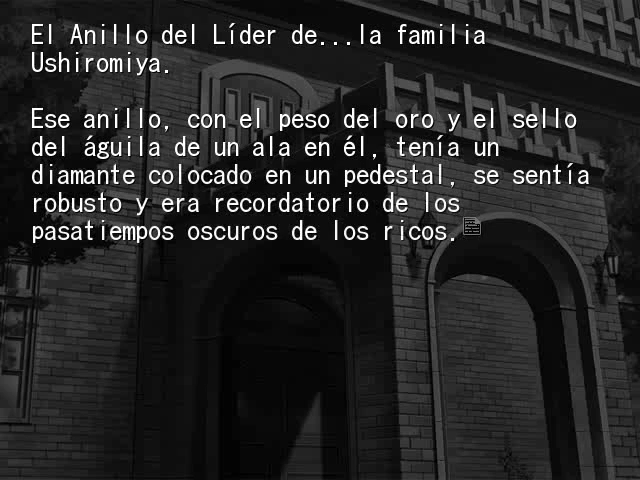 El Anillo del Líder de...la familia
Ushiromiya.
Ese anillo, con el peso del oro y el sello
del águila de un ala en él, tenía un
diamante colocado en un pedestal, se sentía
robusto y era recordatorio de los
pasatiempos oscuros de los ricos.